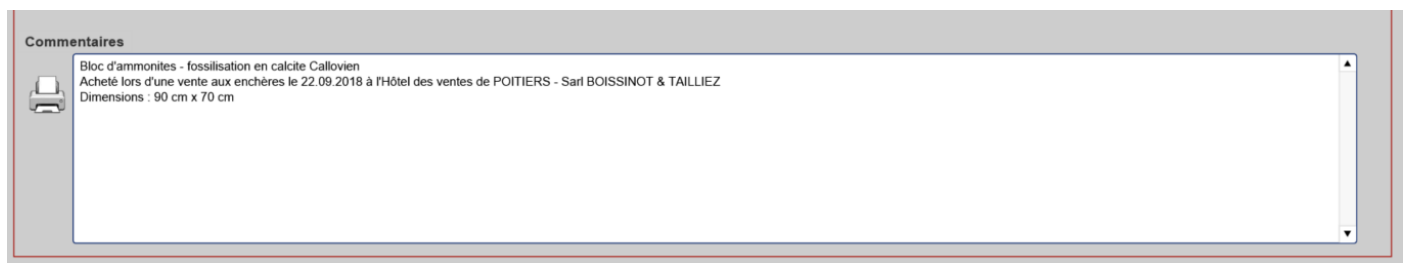 Commentaires
Bloc d'ammonites - fossilisation en calcite Callovien
Acheté lors d'une vente aux enchères le 22.09.2018 à l'Hôtel des ventes de POITIERS - Sarl BOISSINOT & TAILLIEZ
Dimensions : 90 cm x 70 cm